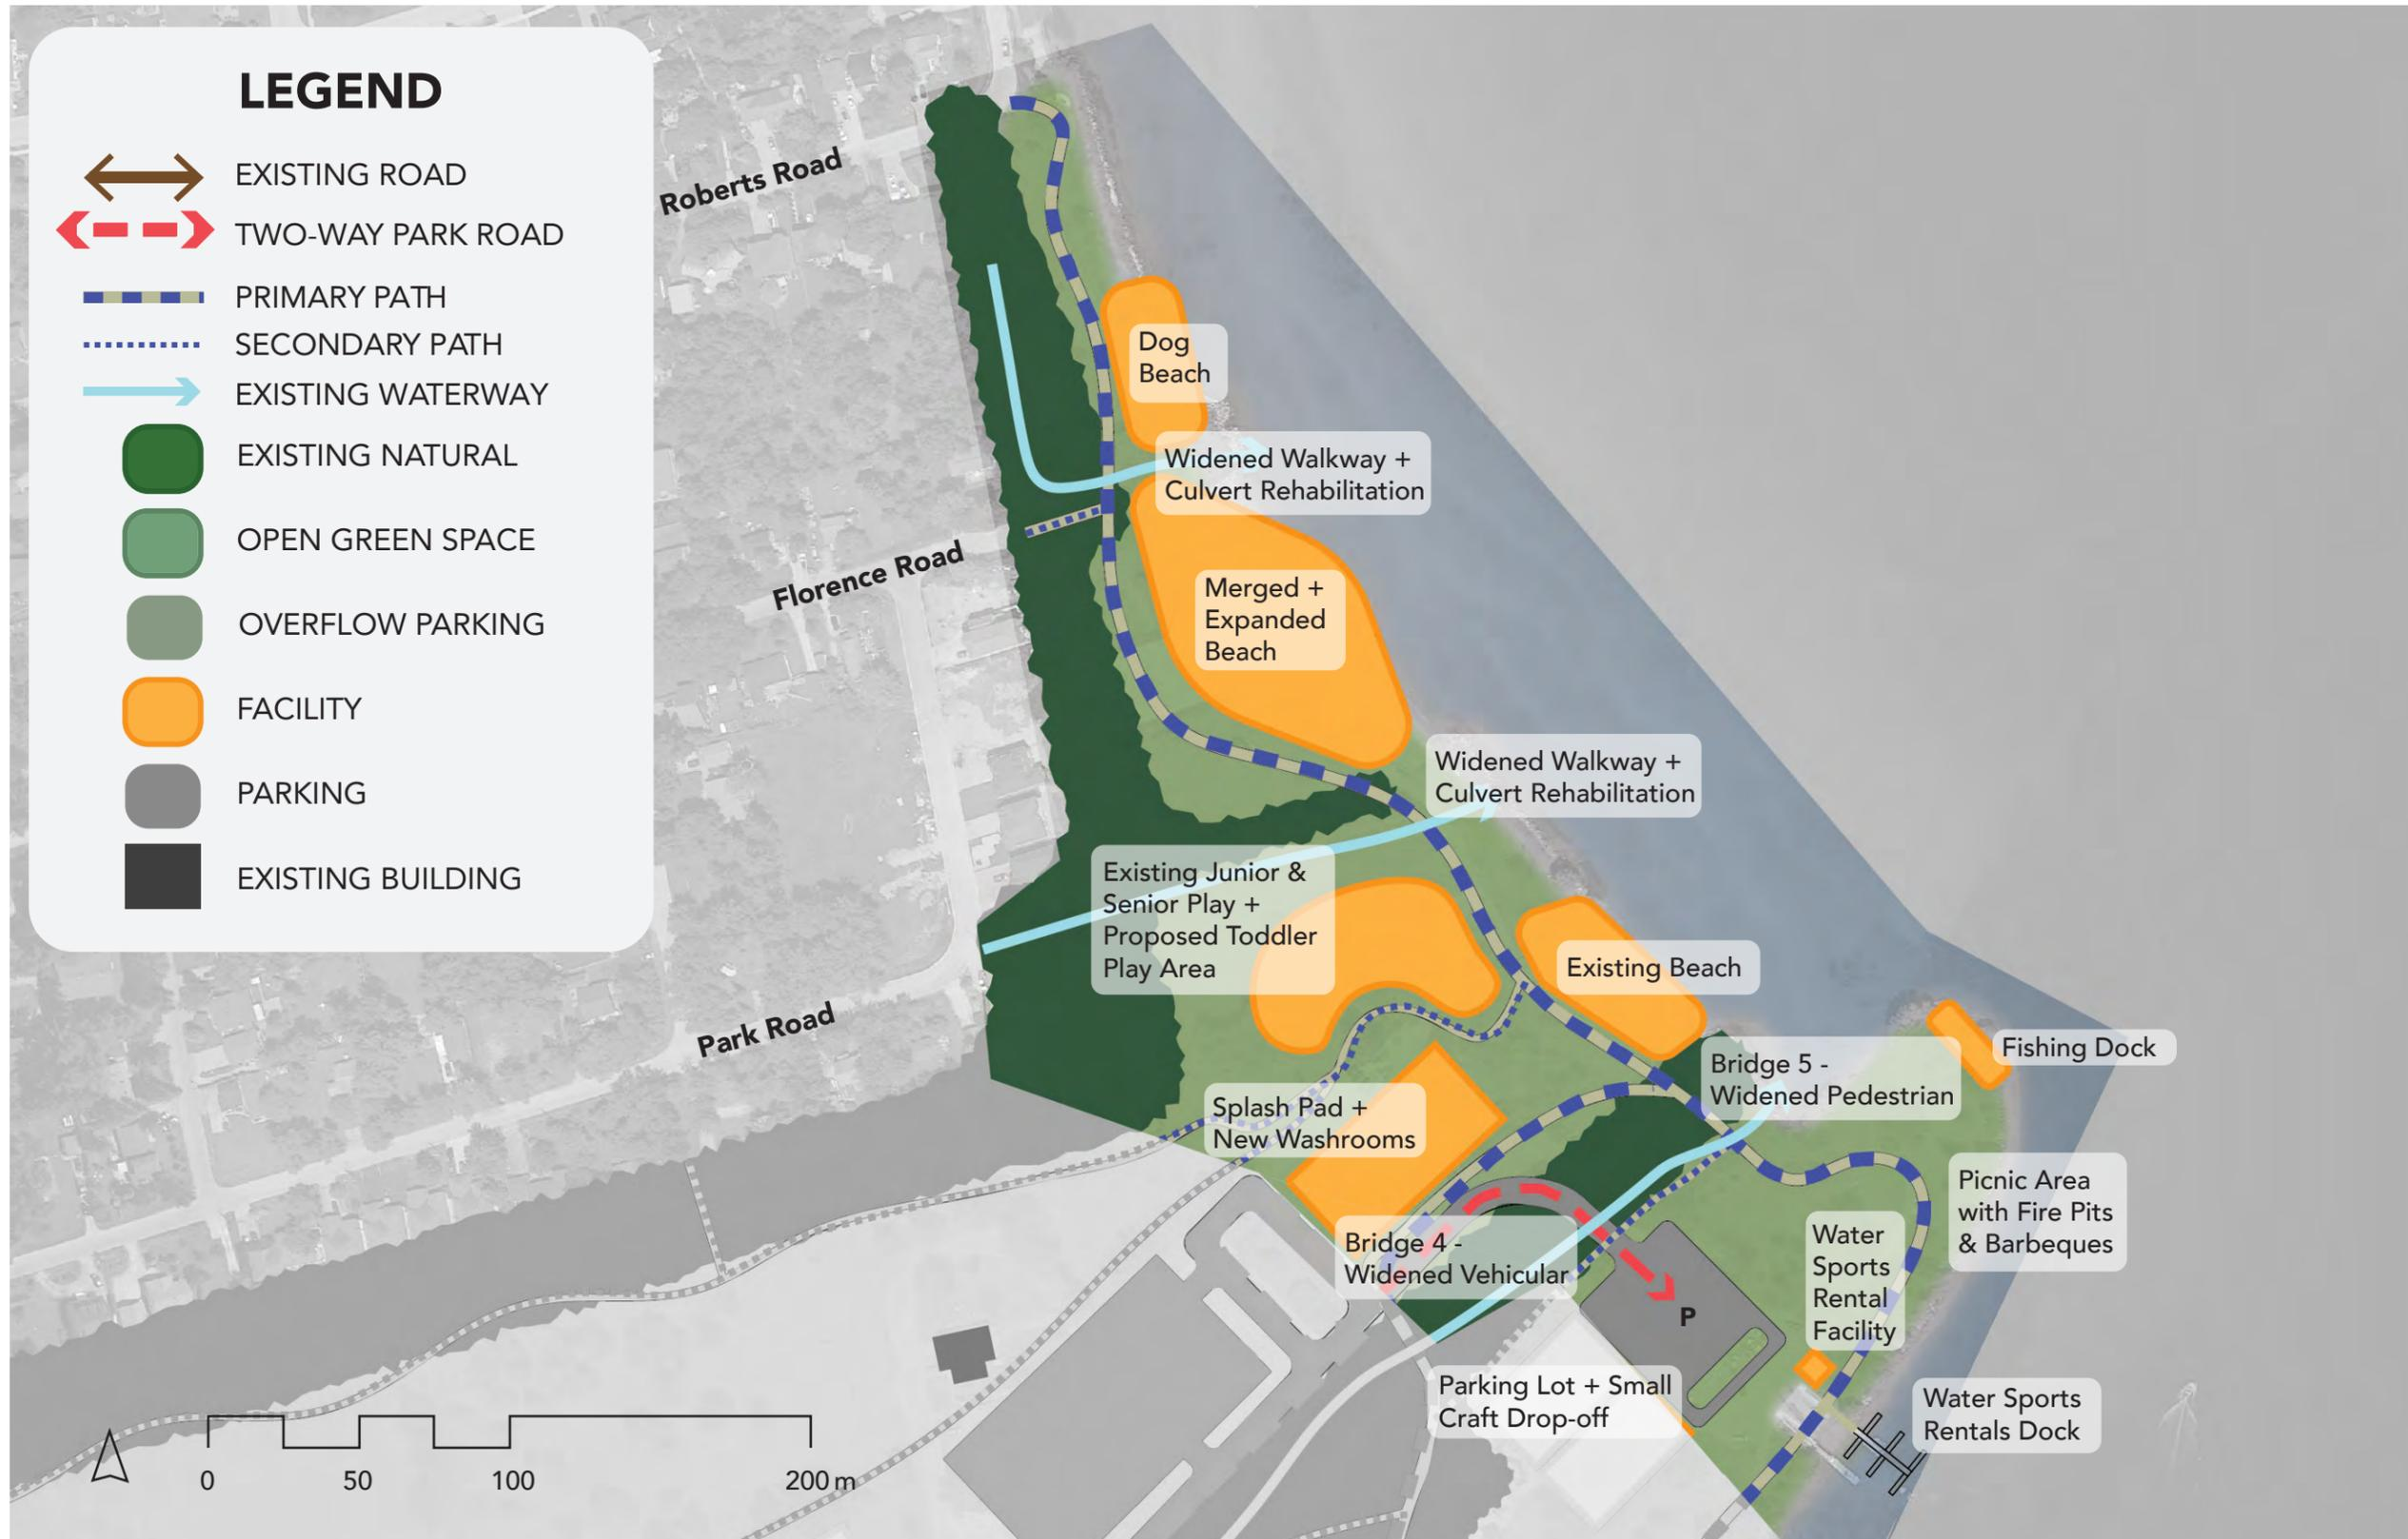 LEGEND
EXISTING ROAD
TWO-WAY PARK ROAD
PRIMARY PATH
SECONDARY PATH
EXISTING WATERWAY
EXISTING NATURAL
OPEN GREEN SPACE
OVERFLOW PARKING
FACILITY
PARKING
EXISTING BUILDING
Roberts Road
Dog
Beach
Widened Walkway +
Culvert Rehabilitation
Florence Road
Merged +
Expanded
Beach
Widened Walkway +
Culvert Rehabilitation
Existing Junior &
Senior Play +
Proposed Toddler
Play Area
Existing Beach
Park Road
Fishing Dock
Bridge 5 -
Widened Pedestrian
Splash Pad +
New Washrooms
Picnic Area
with Fire Pits
& Barbeques
Bridge 4 -
Widened Vehicular
Water
Sports
Rental
Facility
P
Parking Lot + Small
Craft Drop-off
Water Sports
Rentals Dock
0 50 100 200 m